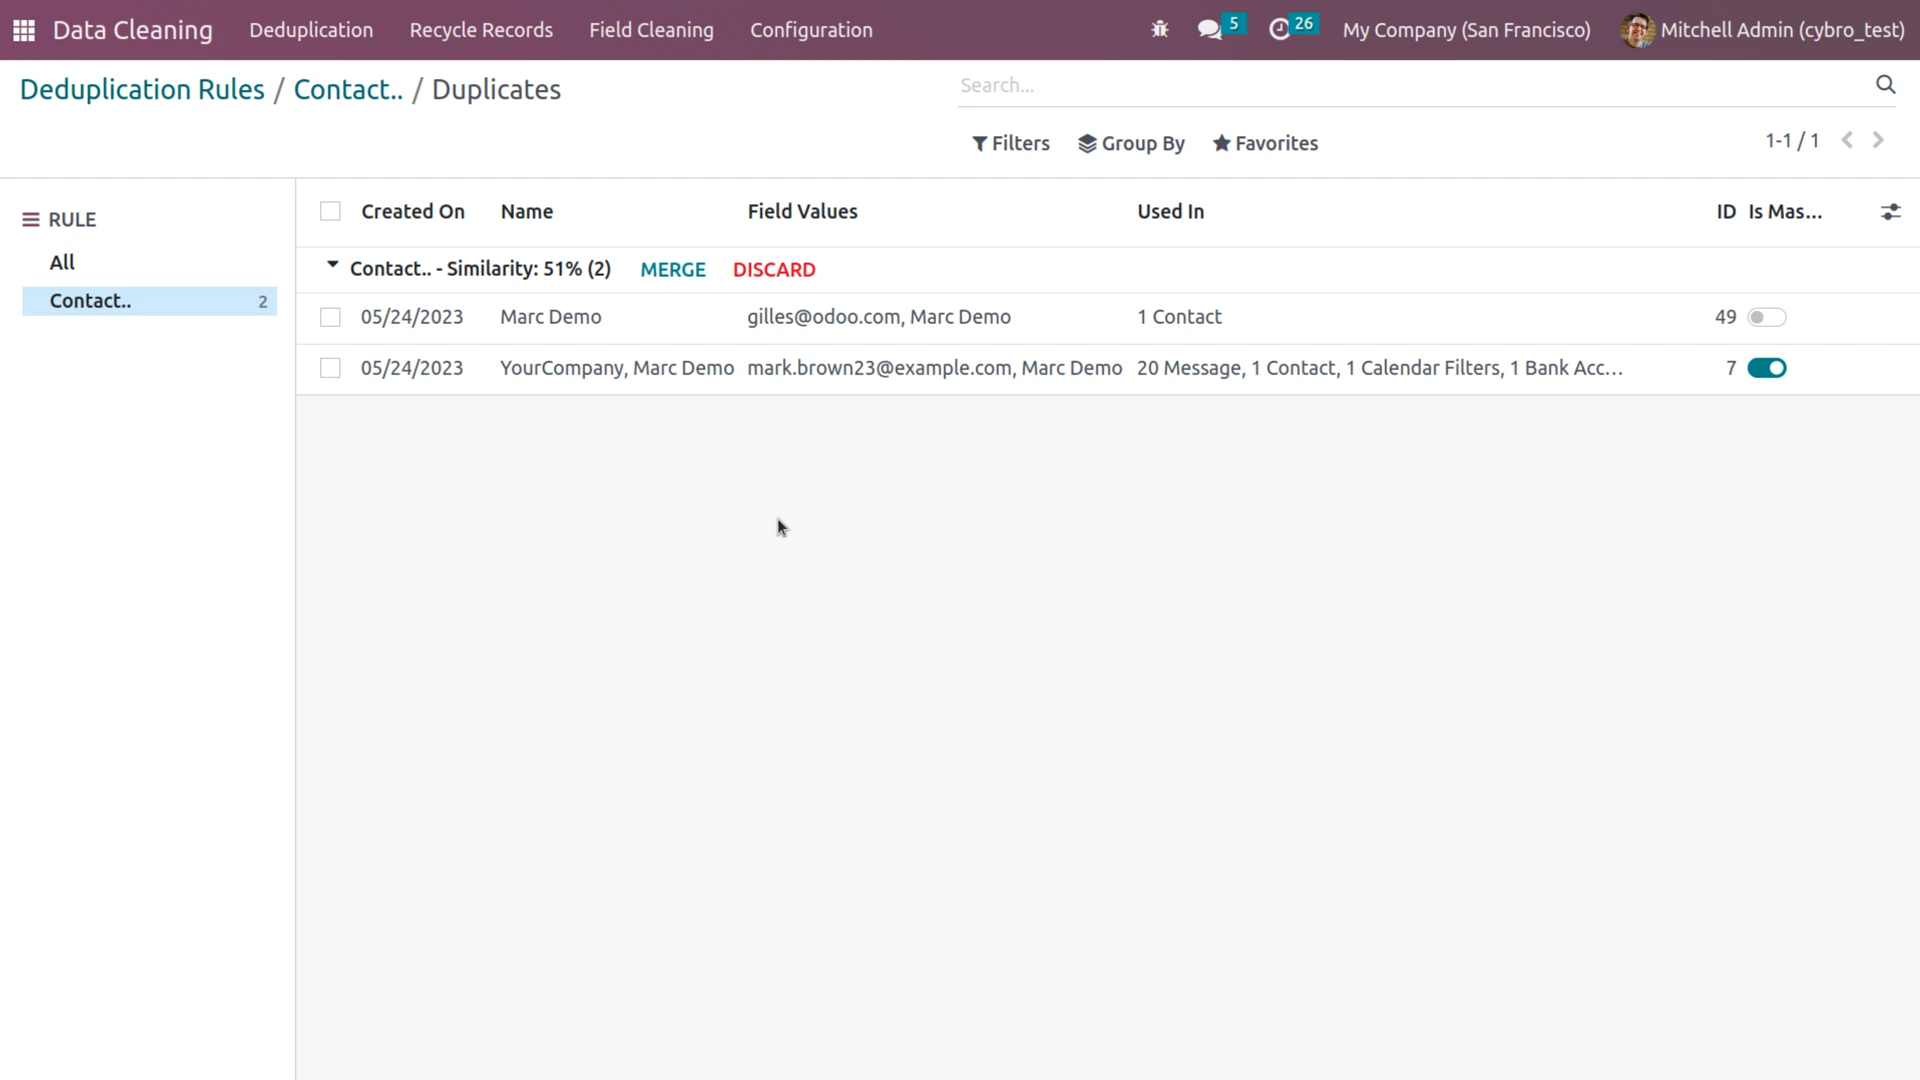 Data Cleaning Deduplication Recycle Records Field Cleaning Configuration 5 26 My Company (San Francisco) Mitchell Admin (cybro_test)
Deduplication Rules / Contact.. / Duplicates
Search...
Filters Group By Favorites 1-1 / 1
RULE
All
Contact.. 2
Created On Name Field Values Used In ID Is Mas...
Contact.. - Similarity: 51% (2) MERGE DISCARD
05/24/2023 Marc Demo gilles@odoo.com, Marc Demo 1 Contact 49
05/24/2023 YourCompany, Marc Demo mark.brown23@example.com, Marc Demo 20 Message, 1 Contact, 1 Calendar Filters, 1 Bank Acc... 7